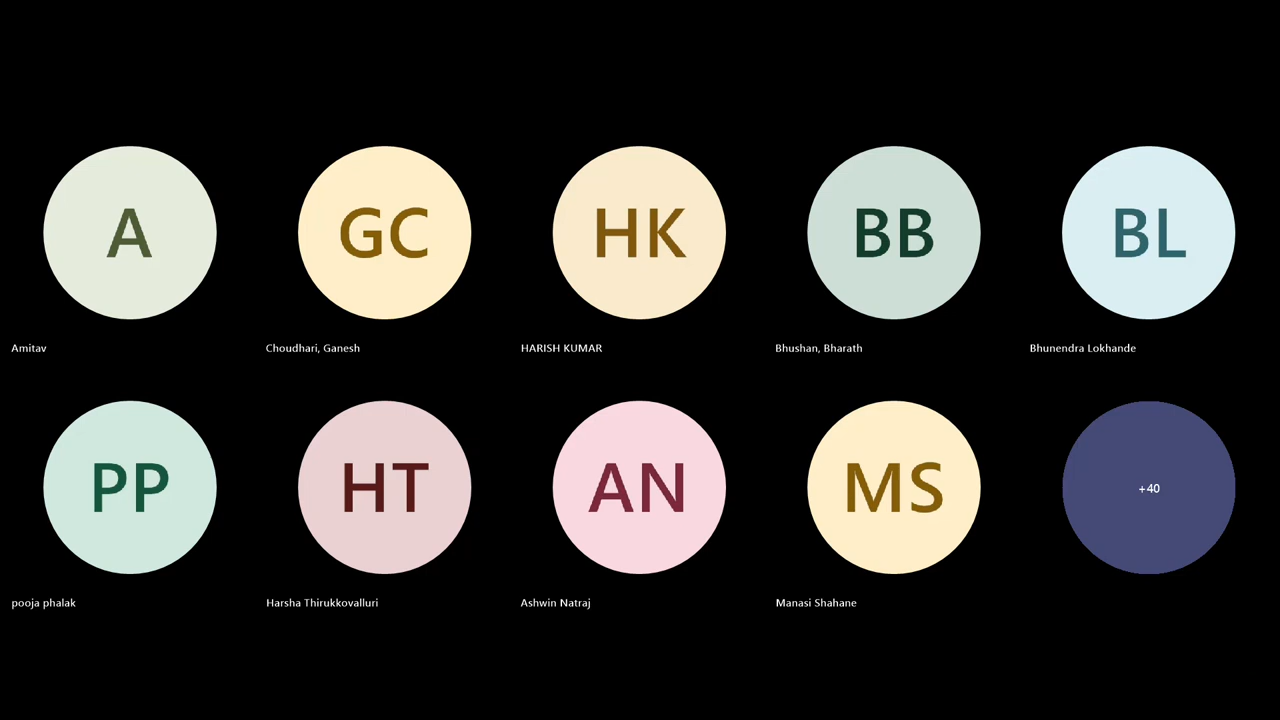 A
GC
HK
BB
BL
Amitav
Choudhari, Ganesh
HARISH KUMAR
Bhushan, Bharath
Bhunendra Lokhande
PP
HT
AN
MS
+40
pooja phalak
Harsha Thirukkovalluri
Ashwin Natraj
Manasi Shahane